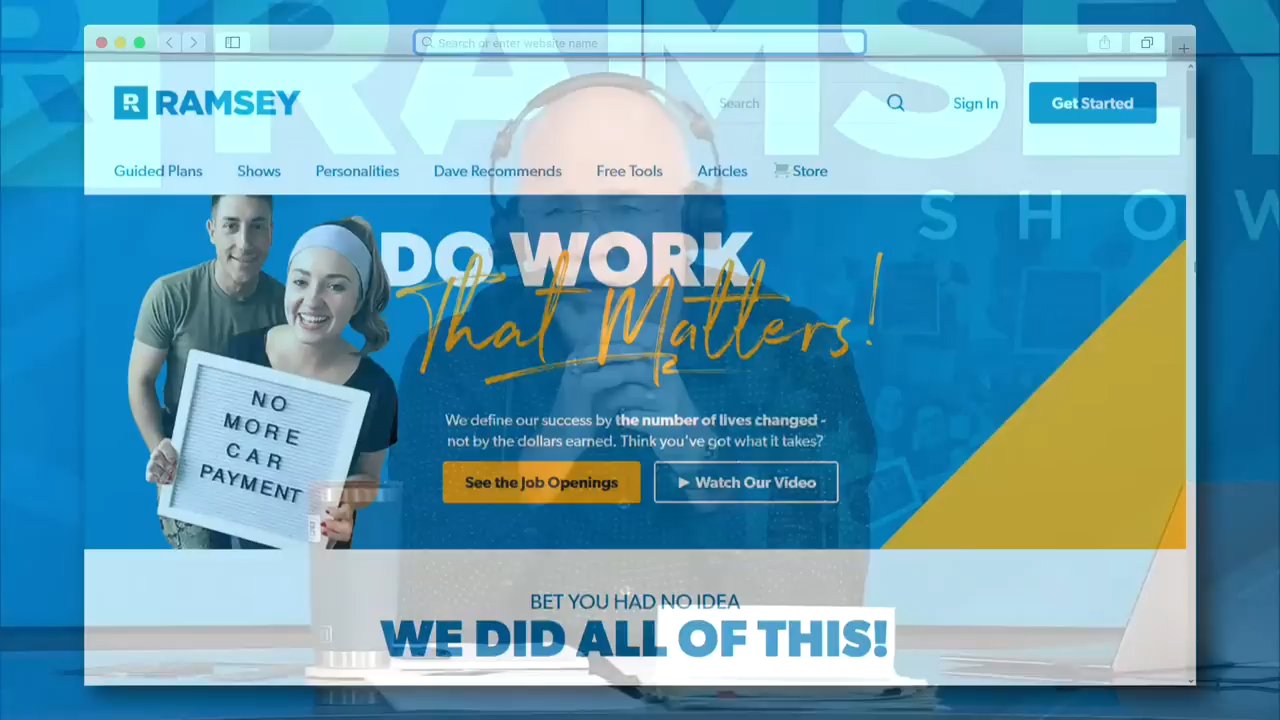 RAMSEY
SHOW
Search or enter website name
R RAMSEY
Search
Sign In
Get Started
Guided Plans
Shows
Personalities
Dave Recommends
Free Tools
Articles
Store
DO WORK
That Matters!
NO
MORE
CAR
PAYMENT
We define our success by the number of lives changed -
not by the dollars earned. Think you've got what it takes?
See the Job Openings
Watch Our Video
BET YOU HAD NO IDEA
WE DID ALL OF THIS!